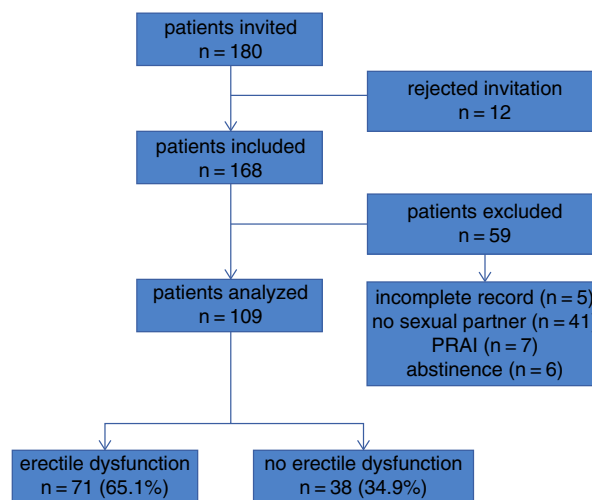 patients invited
n = 180
rejected invitation
n = 12
patients included
n = 168
patients excluded
n = 59
incomplete record (n = 5)
no sexual partner (n = 41
PRAI (n = 7)
abstinence (n = 6)
patients analyzed
n = 109
erectile dysfunction
n = 71 (65.1%)
no erectile dysfunction
n = 38 (34.9%)